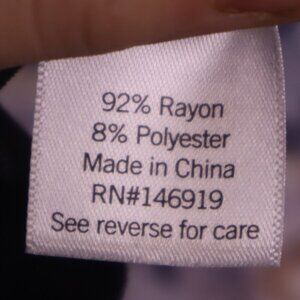 92% Rayon
8% Polyester
Made in China
RN#146919
See reverse for care